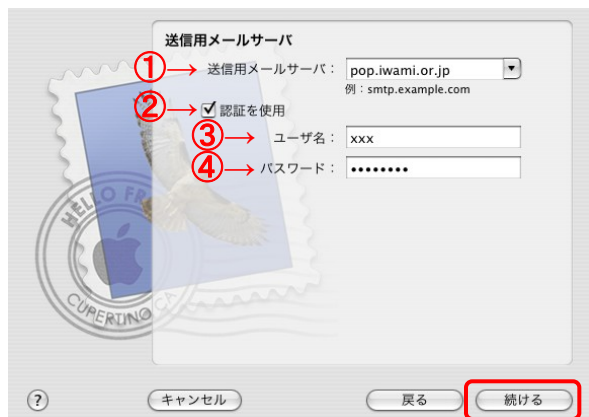 送信用メールサーバ
① → 送信用メールサーバ： pop.iwami.or.jp
例：smtp.example.com
② → 認証を使用
③ → ユーザ名： xxx
④ → パスワード： ••••••••
HELLO FR
CUPERTINO CA
? キャンセル 戻る 続ける